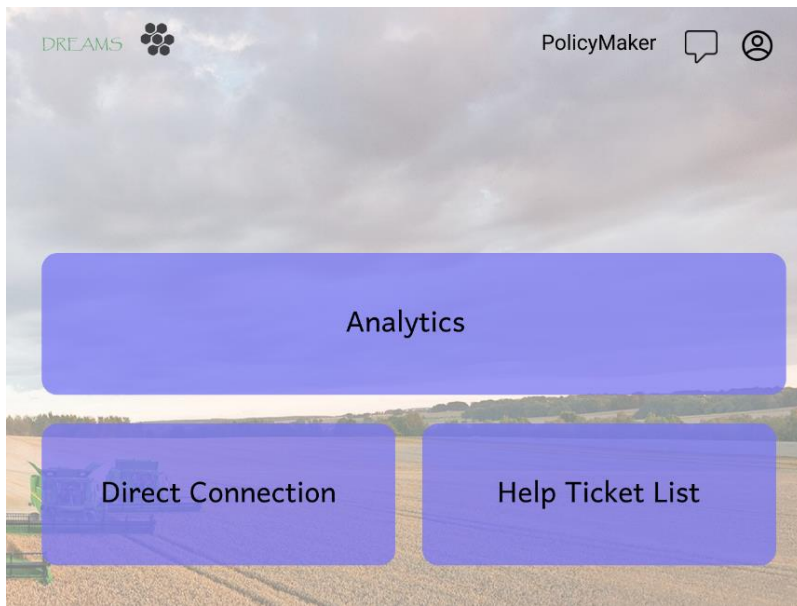 DREAMS
PolicyMaker
Analytics
Direct Connection
Help Ticket List